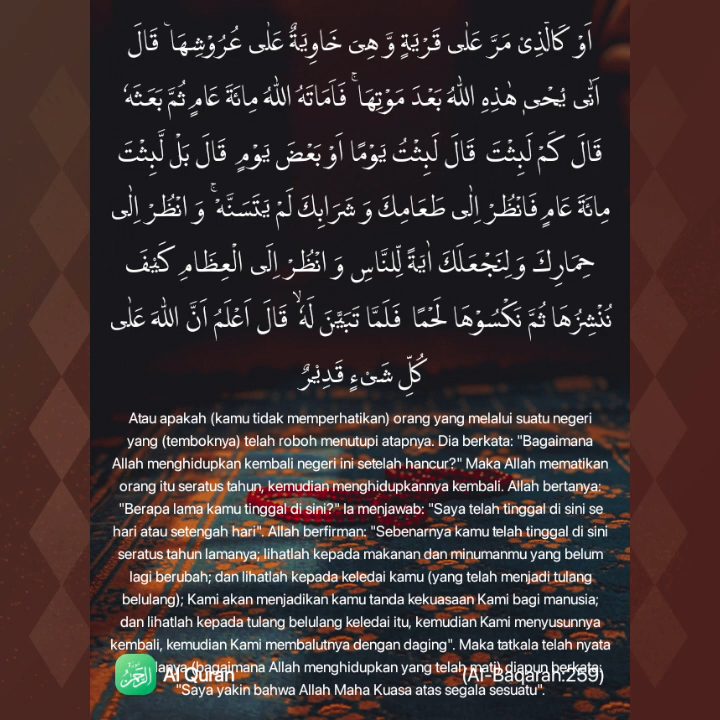 اَوْ كَالَّذِىْ مَرَّ عَلٰى قَرْيَةٍ وَّ هِىَ خَاوِيَةٌ عَلٰى عُرُوْشِهَا ۚ قَالَ
اَنّٰى يُحْىٖ هٰذِهِ اللّٰهُ بَعْدَ مَوْتِهَا ۚ فَاَمَاتَهُ اللّٰهُ مِائَةَ عَامٍ ثُمَّ بَعَثَهٗ
قَالَ كَمْ لَبِثْتَ قَالَ لَبِثْتُ يَوْمًا اَوْ بَعْضَ يَوْمٍ قَالَ بَلْ لَّبِثْتَ
مِائَةَ عَامٍ فَانْظُرْ اِلٰى طَعَامِكَ وَ شَرَابِكَ لَمْ يَتَسَنَّهْ ۚ وَ انْظُرْ اِلٰى
حِمَارِكَ وَ لِنَجْعَلَكَ اٰيَةً لِّلنَّاسِ وَ انْظُرْ اِلَى الْعِظَامِ كَيْفَ
نُنْشِزُهَا ثُمَّ نَكْسُوْهَا لَحْمًا فَلَمَّا تَبَيَّنَ لَهٗ ۙ قَالَ اَعْلَمُ اَنَّ اللّٰهَ عَلٰى
كُلِّ شَىْءٍ قَدِيْرٌ
Atau apakah (kamu tidak memperhatikan) orang yang melalui suatu negeri
yang (temboknya) telah roboh menutupi atapnya. Dia berkata: "Bagaimana
Allah menghidupkan kembali negeri ini setelah hancur?" Maka Allah mematikan
orang itu seratus tahun, kemudian menghidupkannya kembali. Allah bertanya:
"Berapa lama kamu tinggal di sini?" Ia menjawab: "Saya telah tinggal di sini se
hari atau setengah hari". Allah berfirman: "Sebenarnya kamu telah tinggal di sini
seratus tahun lamanya; lihatlah kepada makanan dan minumanmu yang belum
lagi berubah; dan lihatlah kepada keledai kamu (yang telah menjadi tulang
belulang); Kami akan menjadikan kamu tanda kekuasaan Kami bagi manusia;
dan lihatlah kepada tulang belulang keledai itu, kemudian Kami menyusunnya
kembali, kemudian Kami membalutnya dengan daging". Maka tatkala telah nyata
(bagaimana Allah menghidupkan yang telah mati) diapun berkata:
"Saya yakin bahwa Allah Maha Kuasa atas segala sesuatu".
Al Quran
(Al-Baqarah:259)